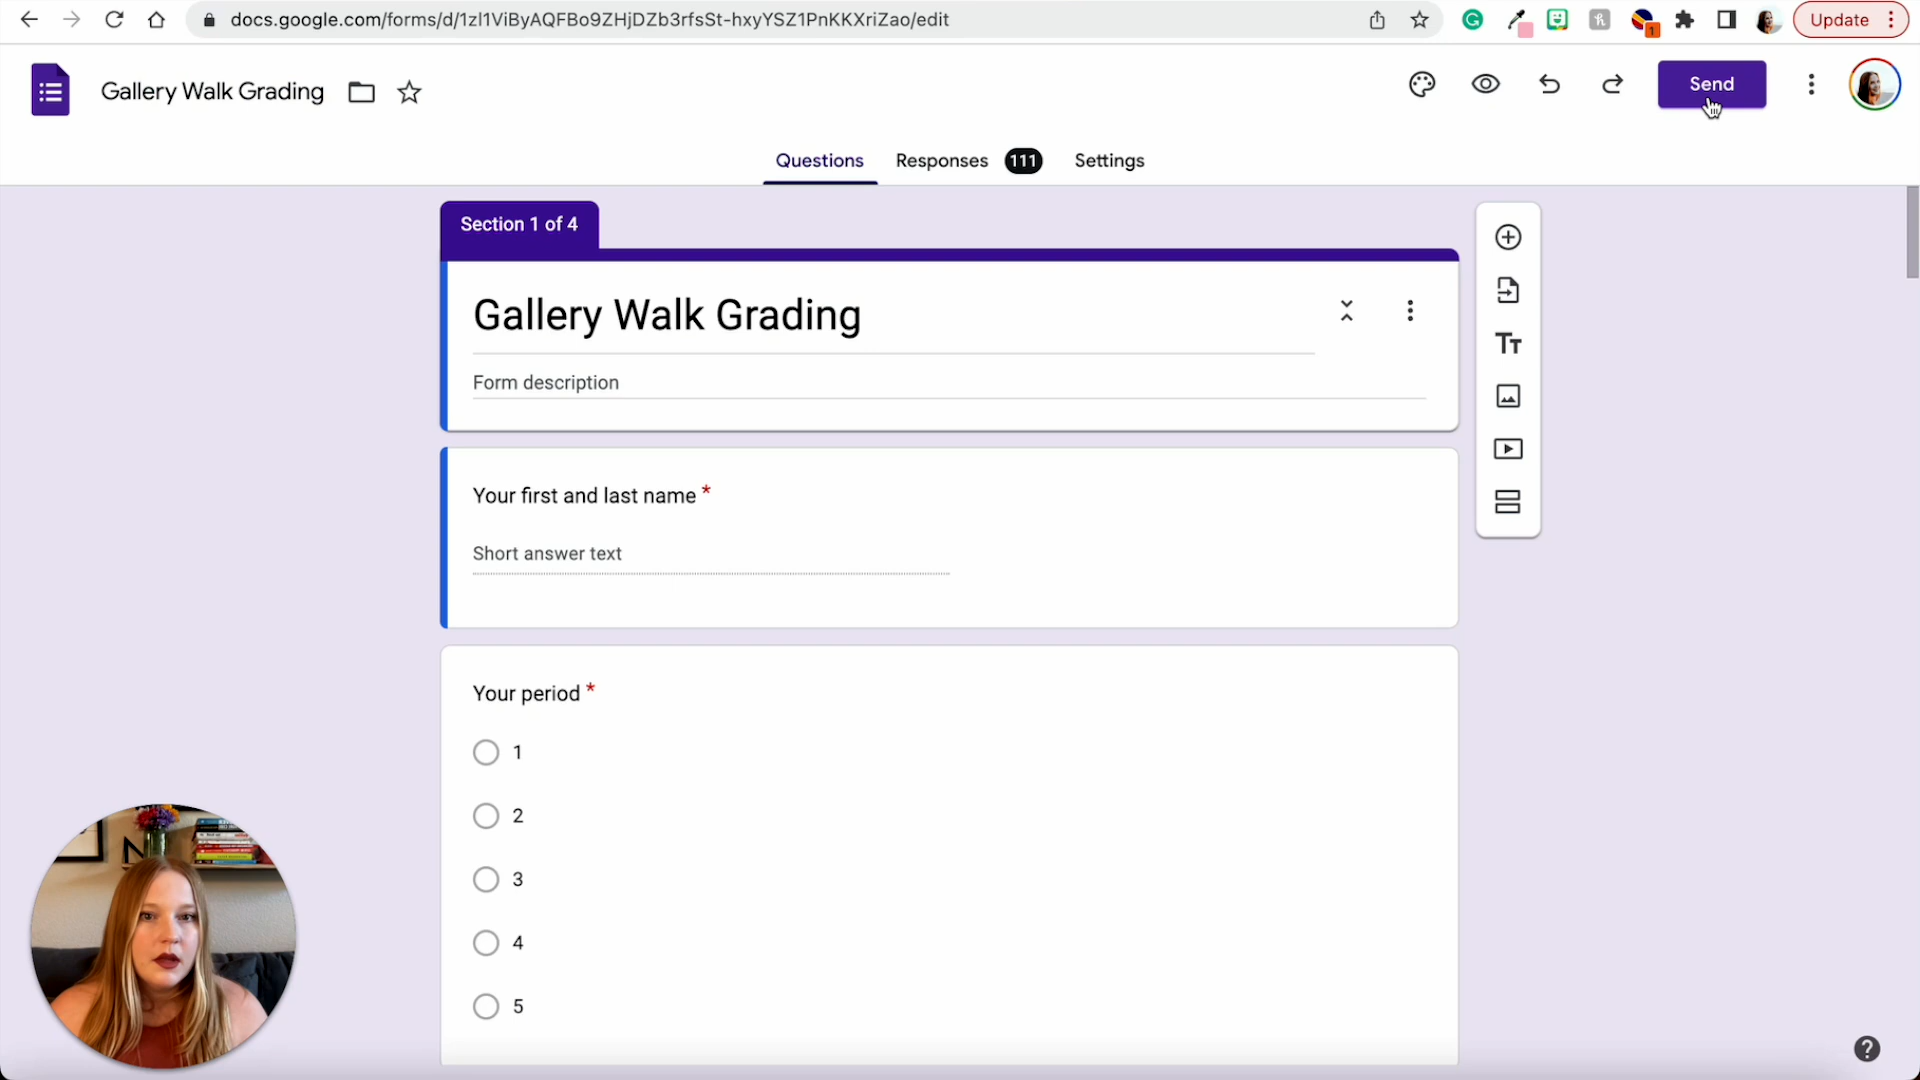 docs.google.com/forms/d/1zl1ViByAQFBo9ZHjDZb3rfsSt-hxyYSZ1PnKKXriZao/edit
1
Update
Gallery Walk Grading
Send
Questions
Responses 111
Settings
Section 1 of 4
Gallery Walk Grading
Form description
Your first and last name *
Short answer text
Your period *
1
2
3
4
5